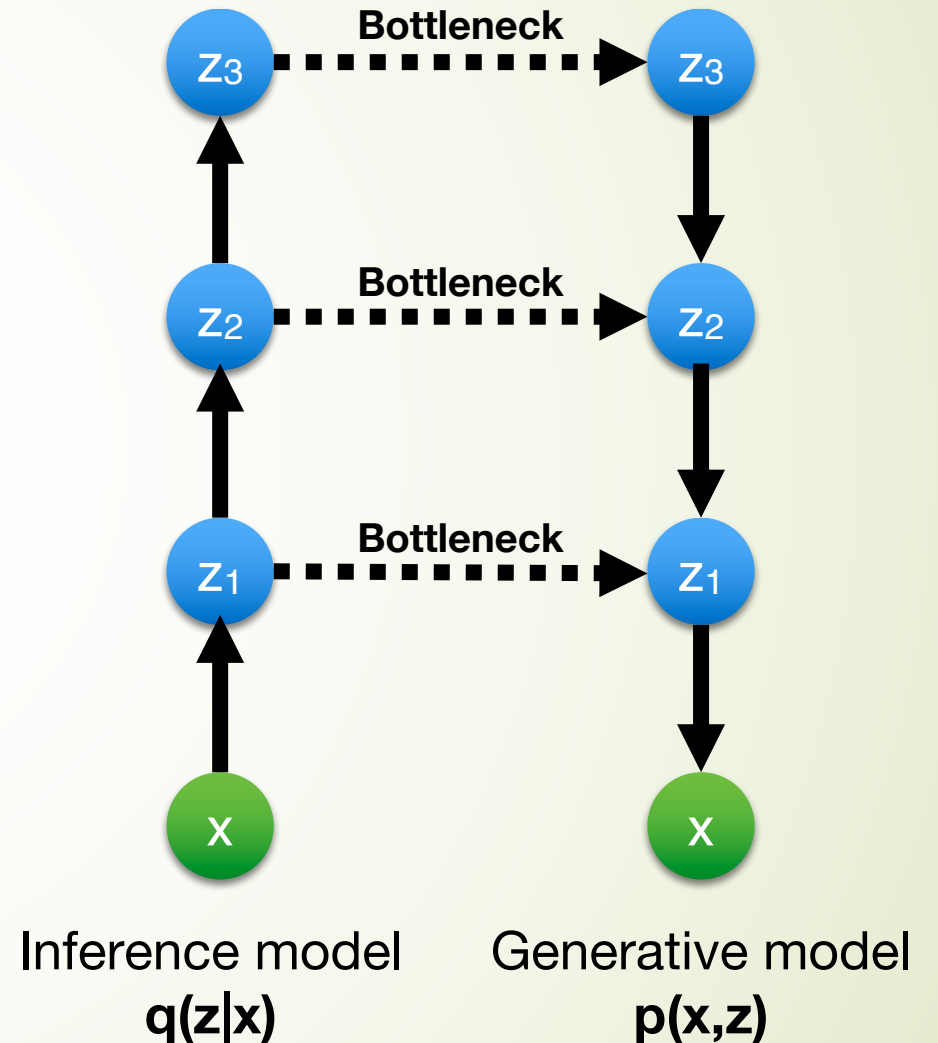 Bottleneck
z₃ z₃
Bottleneck
z₂ z₂
Bottleneck
z₁ z₁
x x
Inference model Generative model
q(z|x) p(x,z)